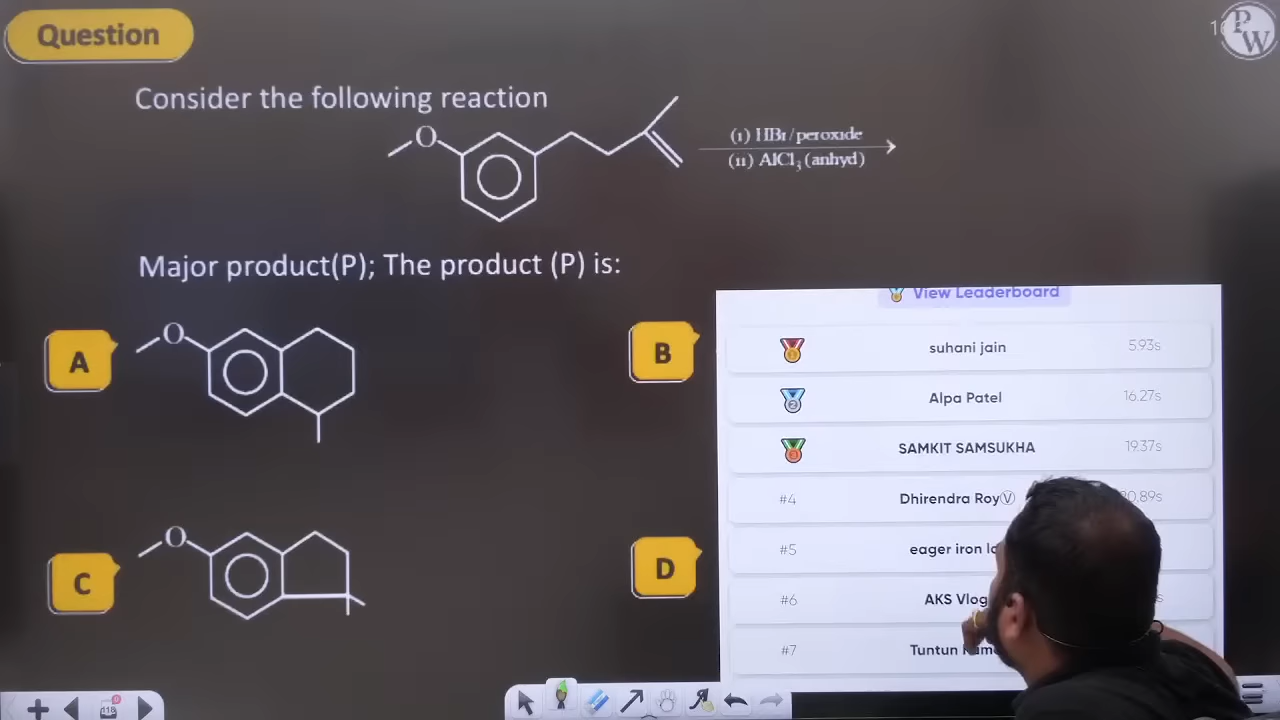 Question
PW
Consider the following reaction
O
(i) HBr/peroxide
(ii) AlCl3 (anhyd)
Major product(P); The product (P) is:
A
O
B
View Leaderboard
suhani jain 5.93s
Alpa Patel 16.27s
SAMKIT SAMSUKHA 19.37s
#4 Dhirendra Roy
#5 eager iron
#6 AKS Vlog
#7 Tuntun
C
O
D
118